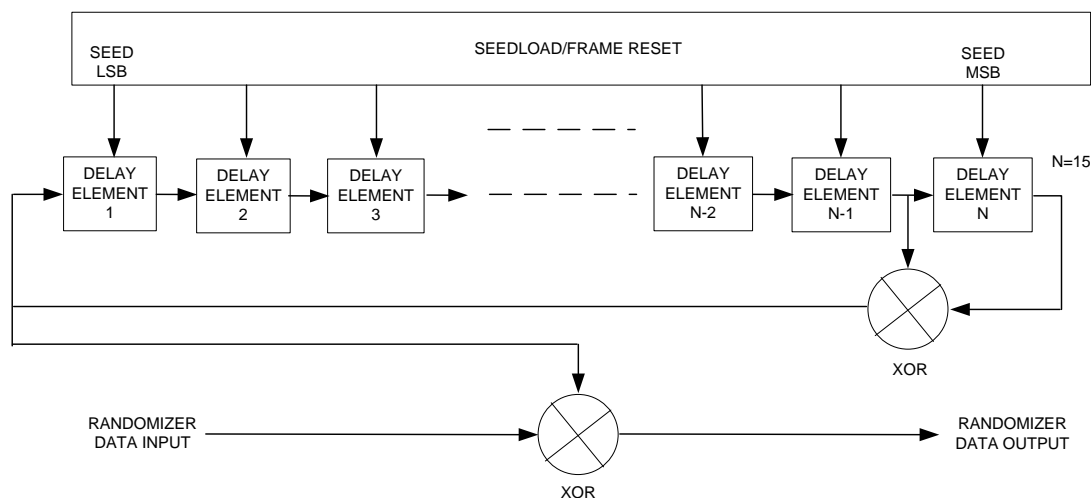 SEEDLOAD/FRAME RESET
SEED
LSB
SEED
MSB
DELAY
ELEMENT
1
DELAY
ELEMENT
2
DELAY
ELEMENT
3
DELAY
ELEMENT
N-2
DELAY
ELEMENT
N-1
DELAY
ELEMENT
N
N=15
XOR
RANDOMIZER
DATA INPUT
RANDOMIZER
DATA OUTPUT
XOR